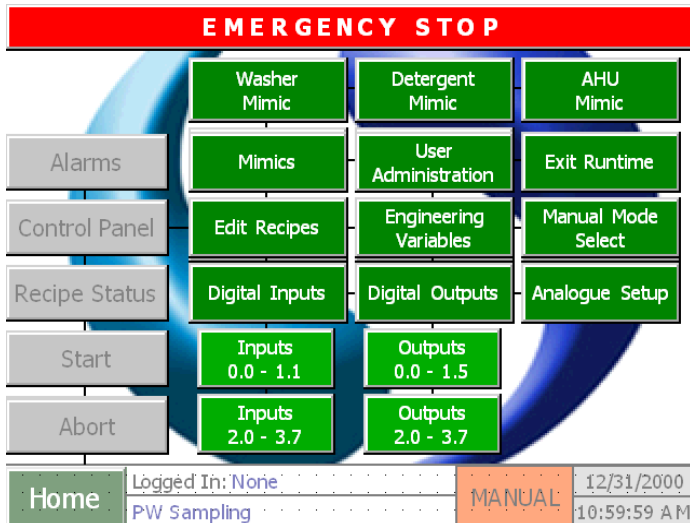 EMERGENCY STOP
Washer
Mimic
Detergent
Mimic
AHU
Mimic
Alarms
Mimics
User
Administration
Exit Runtime
Control Panel
Edit Recipes
Engineering
Variables
Manual Mode
Select
Recipe Status
Digital Inputs
Digital Outputs
Analogue Setup
Start
Inputs
0.0 - 1.1
Outputs
0.0 - 1.5
Abort
Inputs
2.0 - 3.7
Outputs
2.0 - 3.7
Home
Logged In: None
PW Sampling
MANUAL
12/31/2000
10:59:59 AM